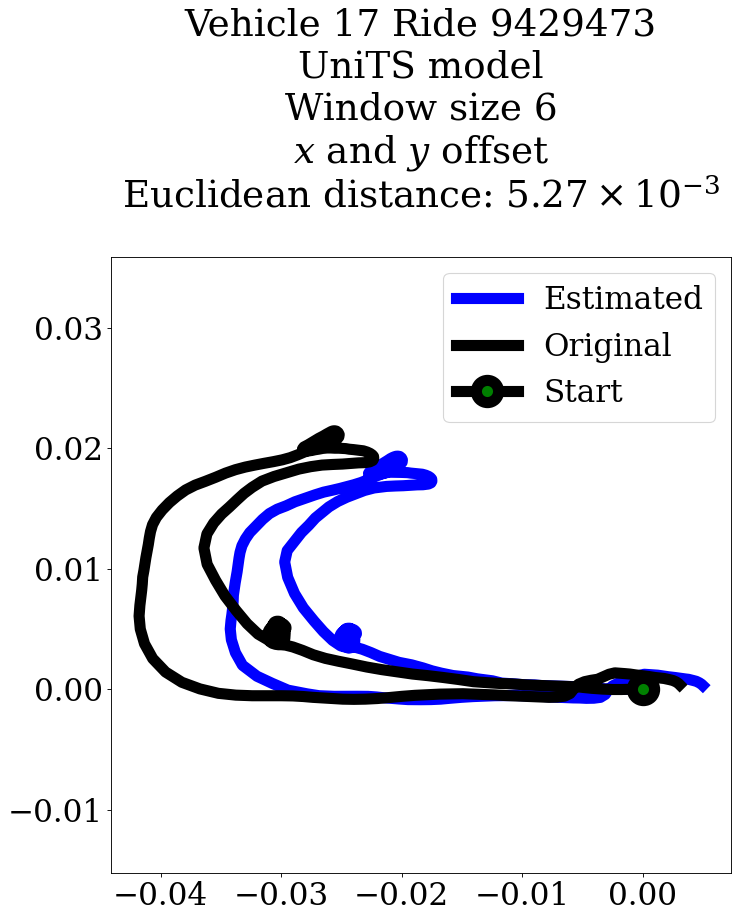 Vehicle 17 Ride 9429473
UniTS model
Window size 6
x and y offset
Euclidean distance: 5.27 × 10⁻³
Estimated
Original
Start
0.03
0.02
0.01
0.00
−0.01
−0.04 −0.03 −0.02 −0.01 0.00